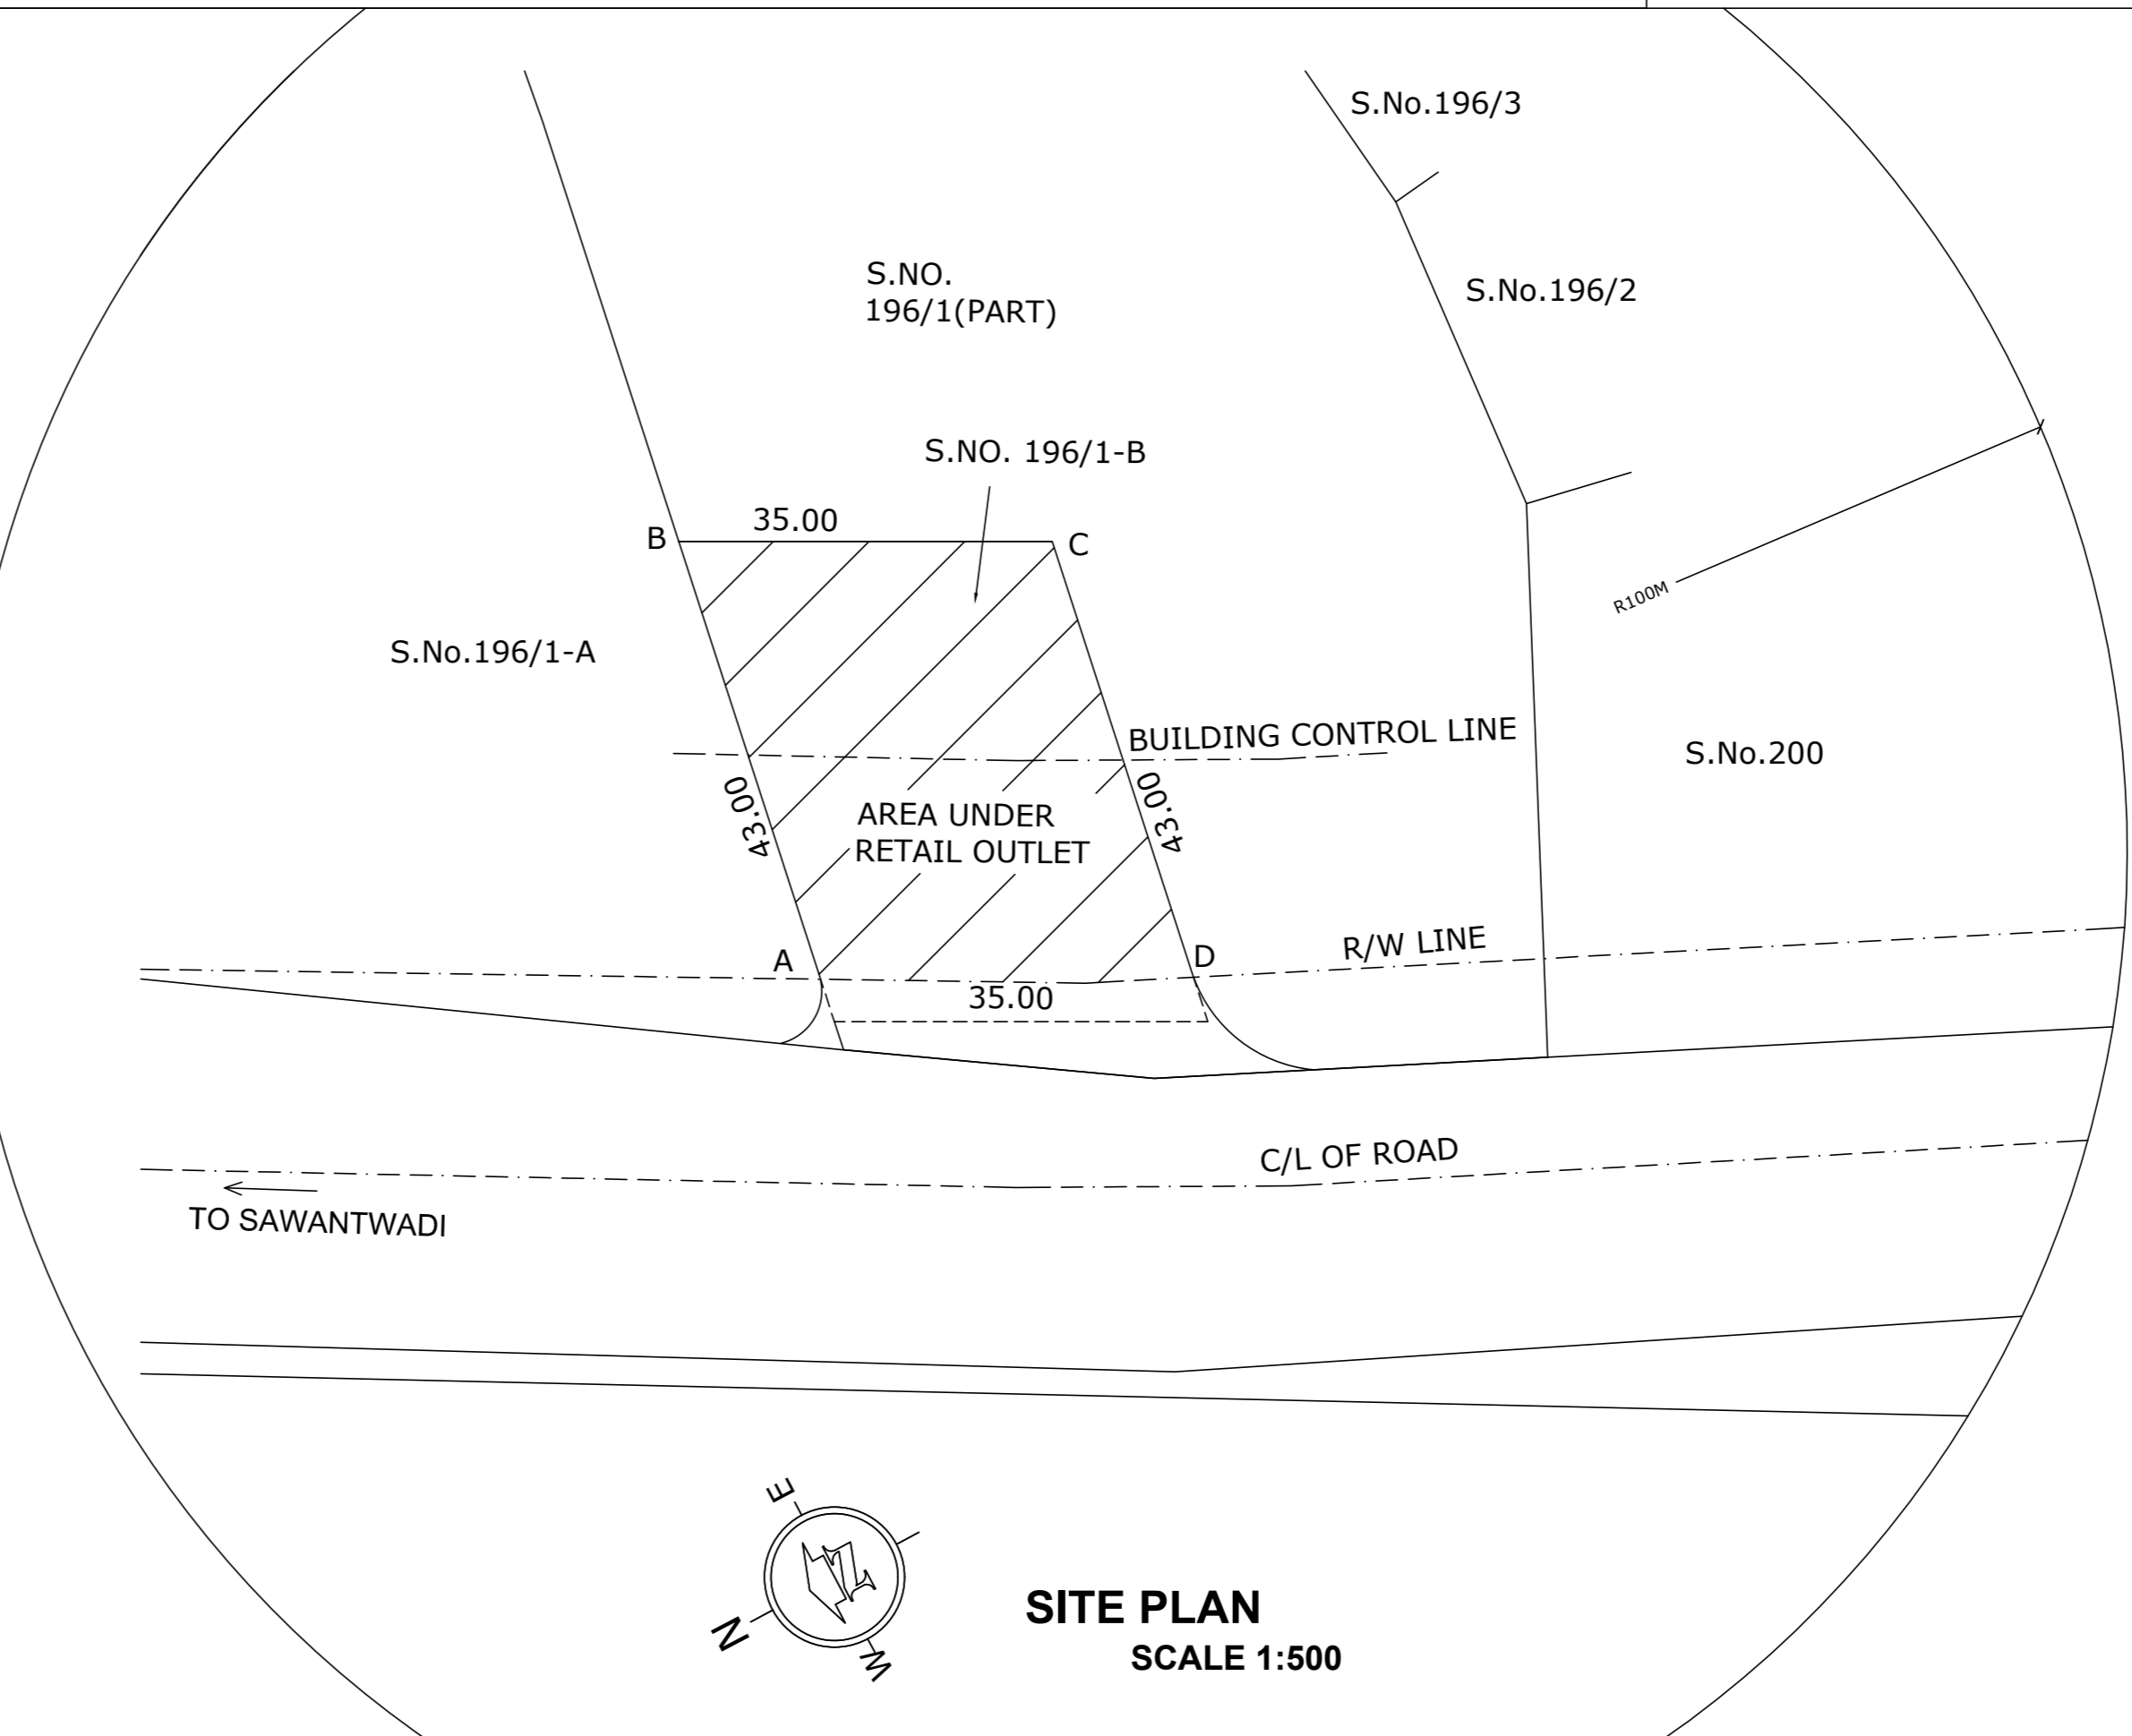 S.No.196/3
S.NO.
196/1(PART)
S.No.196/2
S.NO. 196/1-B
35.00
B
C
R100M
S.No.196/1-A
BUILDING CONTROL LINE
S.No.200
43.00
43.00
AREA UNDER
RETAIL OUTLET
A
D
R/W LINE
35.00
C/L OF ROAD
TO SAWANTWADI
E
N
W
SITE PLAN
SCALE 1:500